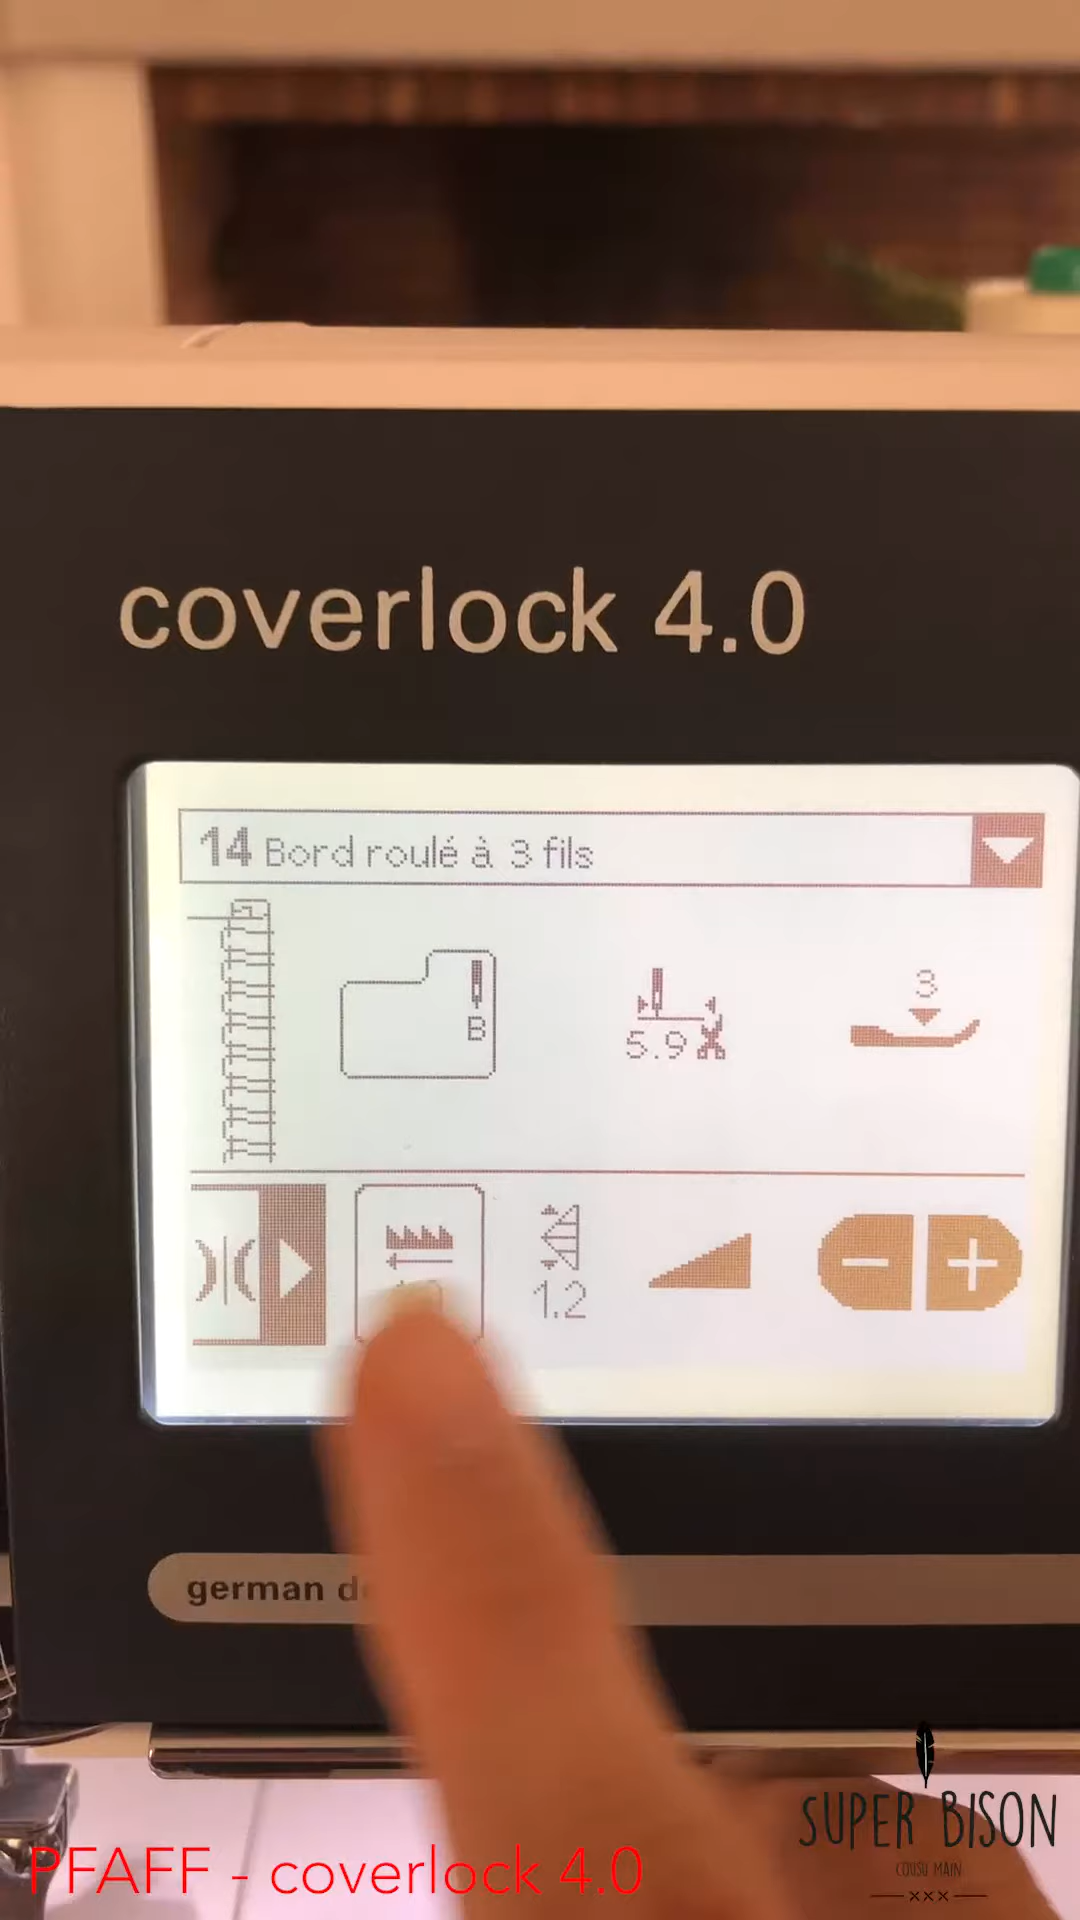 coverlock 4.0
14 Bord roulé à 3 fils
B
5.9
3
1.2
german
SUPER BISON
COUSU MAIN
XXX
PFAFF - coverlock 4.0